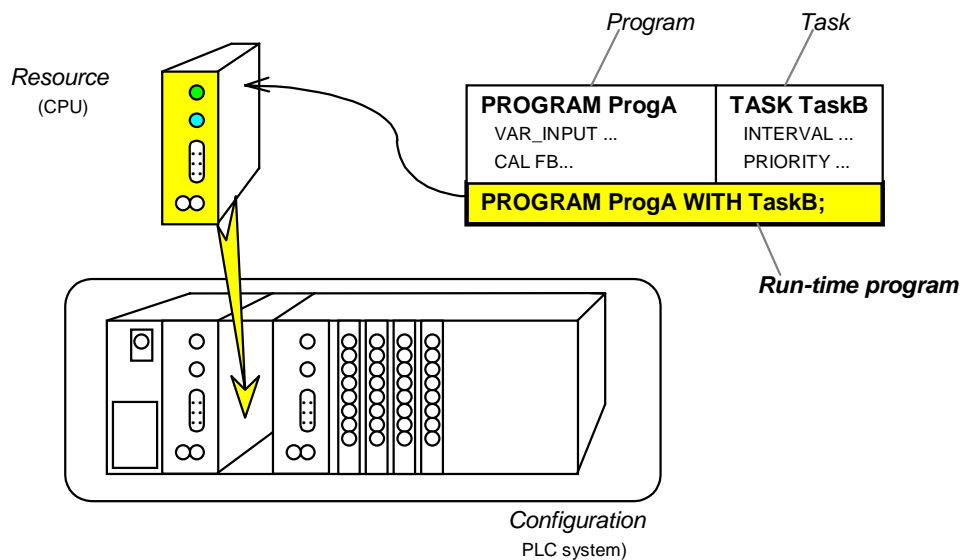 Program
Task
Resource
(CPU)
PROGRAM ProgA
VAR_INPUT ...
CAL FB...
TASK TaskB
INTERVAL ...
PRIORITY ...
PROGRAM ProgA WITH TaskB;
Run-time program
Configuration
PLC system)